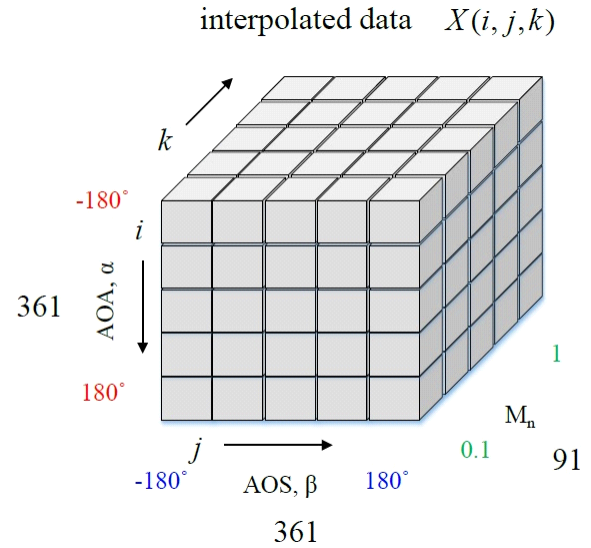 interpolated data X(i, j,k)
k
-180˚
i
AOA, α
361
180˚
1
Mₙ
j
0.1
91
-180˚
AOS, β
180˚
361